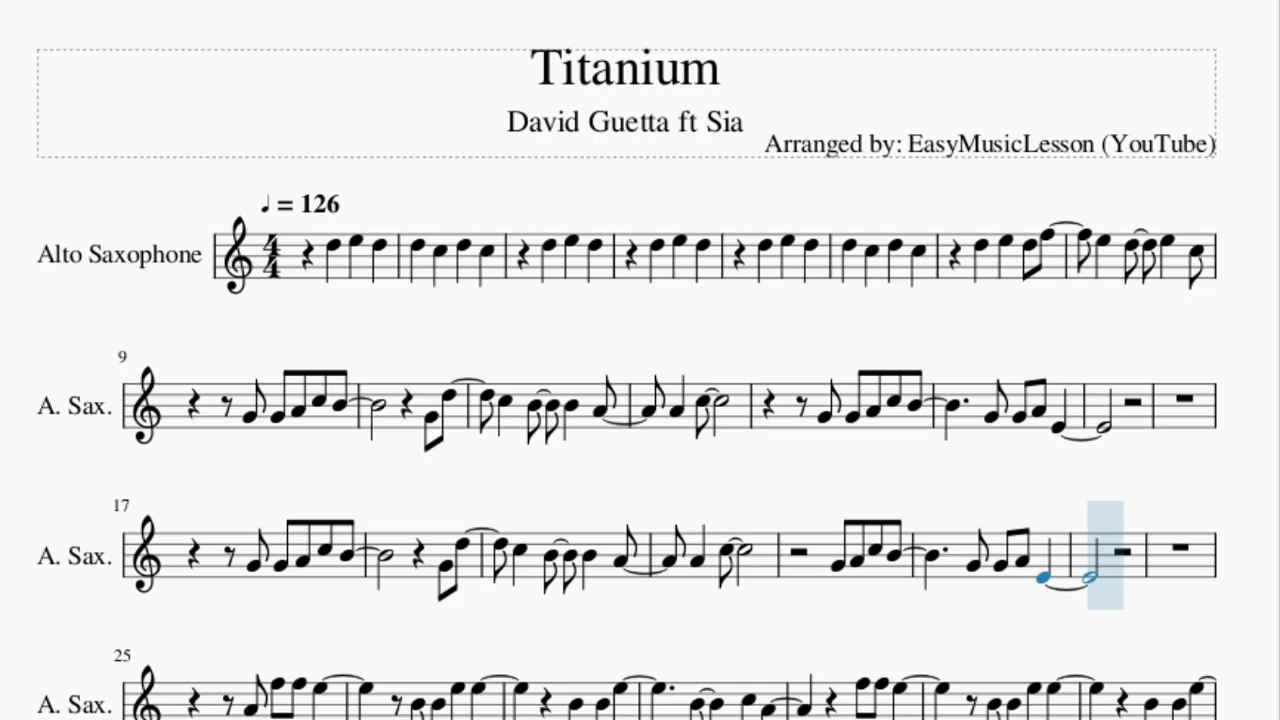 Titanium
David Guetta ft Sia
Arranged by: EasyMusicLesson (YouTube)
♩ = 126
Alto Saxophone
4
4
9
A. Sax.
17
A. Sax.
25
A. Sax.